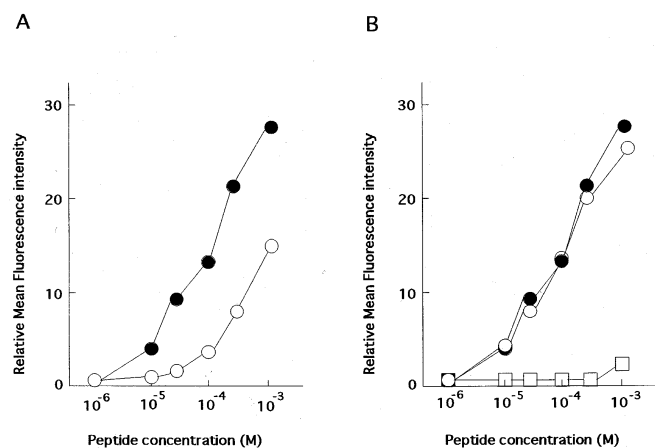 A
B
Relative Mean Fluorescence intensity
30
20
10
0
10-6
10-5
10-4
10-3
Peptide concentration (M)
Relative Mean Fluorescence intensity
30
20
10
0
10-6
10-5
10-4
10-3
Peptide concentration (M)